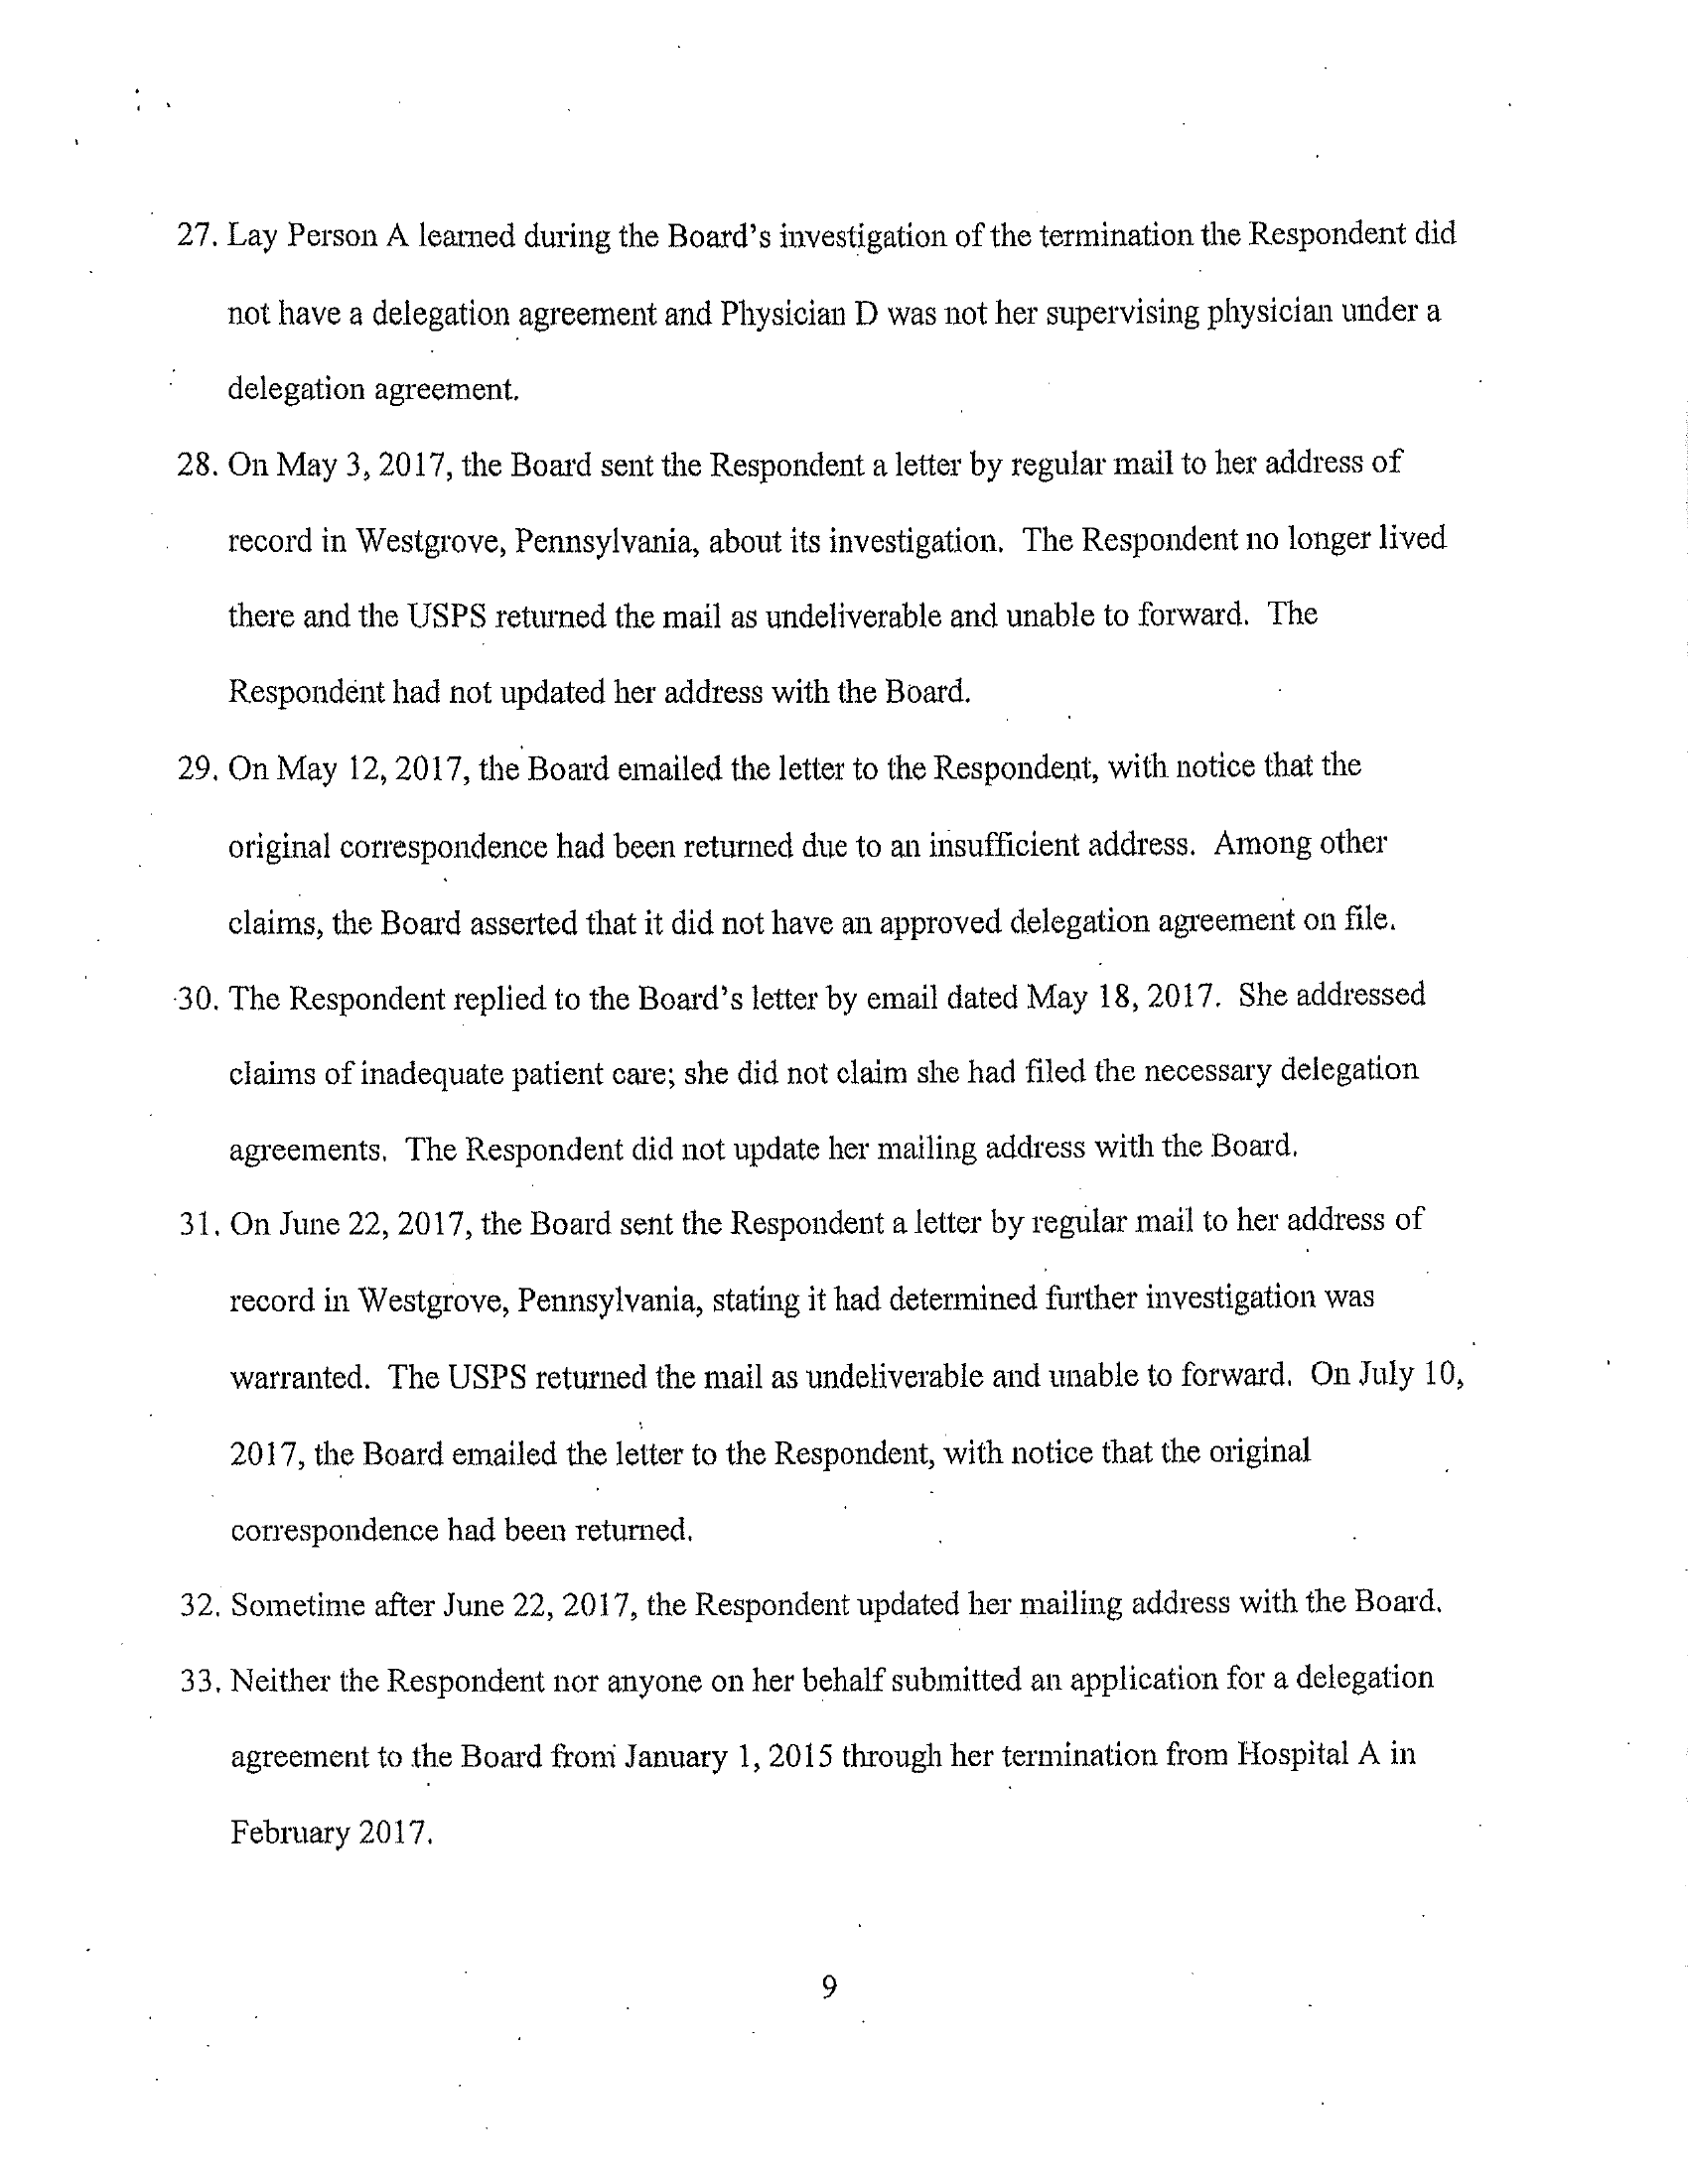 27. Lay Person A learned during the Board's investigation of the termination the Respondent did
not have a delegation agreement and Physician D was not her supervising physician under a
delegation agreement.
28. On May 3, 2017, the Board sent the Respondent a letter by regular mail to her address of
record in Westgrove, Pennsylvania, about its investigation. The Respondent no longer lived
there and the USPS returned the mail as undeliverable and unable to forward. The
Respondent had not updated her address with the Board.
29. On May 12, 2017, the Board emailed the letter to the Respondent, with notice that the
original correspondence had been returned due to an insufficient address. Among other
claims, the Board asserted that it did not have an approved delegation agreement on file.
30. The Respondent replied to the Board's letter by email dated May 18, 2017. She addressed
claims of inadequate patient care; she did not claim she had filed the necessary delegation
agreements. The Respondent did not update her mailing address with the Board.
31. On June 22, 2017, the Board sent the Respondent a letter by regular mail to her address of
record in Westgrove, Pennsylvania, stating it had determined further investigation was
warranted. The USPS returned the mail as undeliverable and unable to forward. On July 10,
2017, the Board emailed the letter to the Respondent, with notice that the original
correspondence had been returned.
32. Sometime after June 22, 2017, the Respondent updated her mailing address with the Board.
33. Neither the Respondent nor anyone on her behalf submitted an application for a delegation
agreement to the Board from January 1, 2015 through her termination from Hospital A in
February 2017.
9